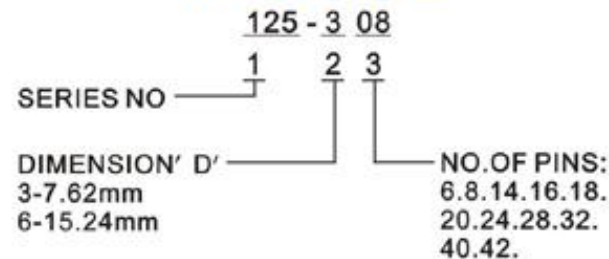 125 - 3 08
1 2 3
SERIES NO
DIMENSION' D'
3-7.62mm
6-15.24mm
NO.OF PINS:
6.8.14.16.18.
20.24.28.32.
40.42.